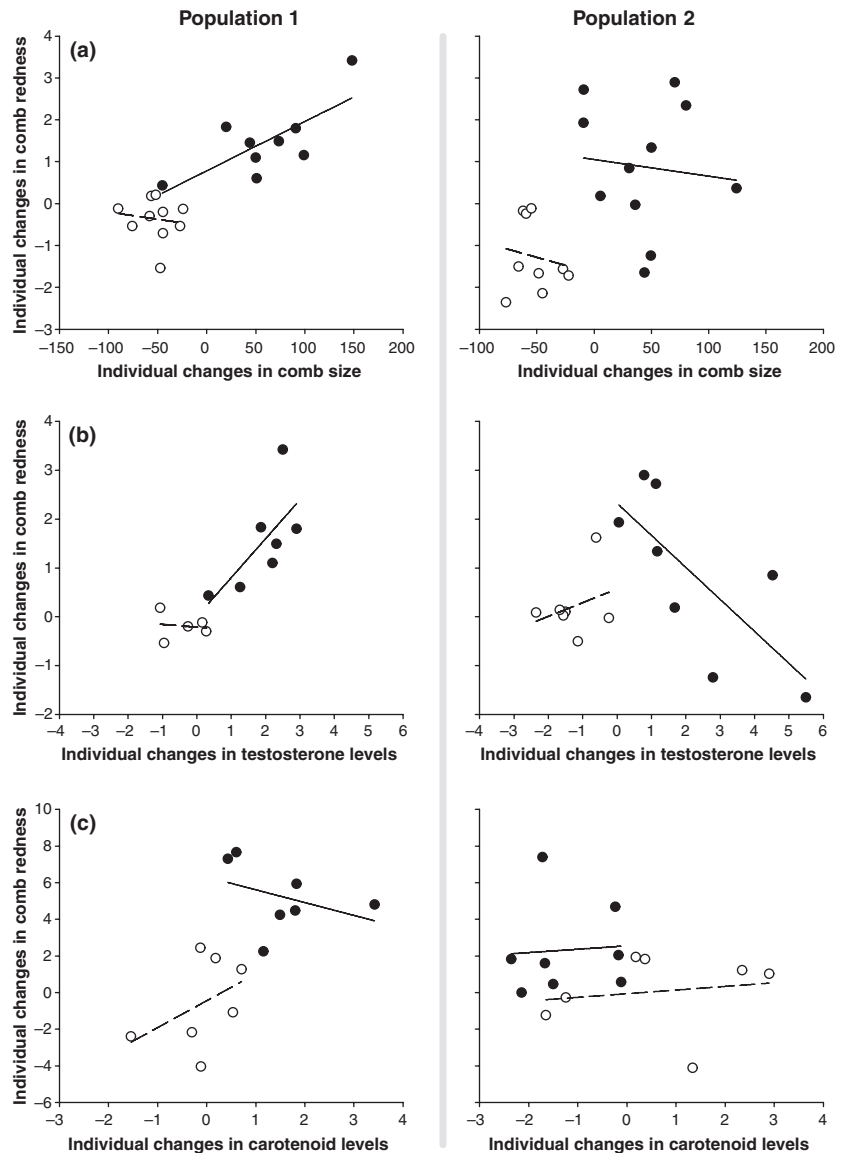 Population 1
Population 2
(a)
Individual changes in comb redness
4
3
2
1
0
–1
–2
–3
–150 –100 –50 0 50 100 150 200
Individual changes in comb size
–100 –50 0 50 100 150 200
Individual changes in comb size
(b)
Individual changes in comb redness
4
3
2
1
0
–1
–2
–4 –3 –2 –1 0 1 2 3 4 5 6
Individual changes in testosterone levels
–4 –3 –2 –1 0 1 2 3 4 5 6
Individual changes in testosterone levels
(c)
Individual changes in comb redness
10
8
6
4
2
0
–2
–4
–6
–3 –2 –1 0 1 2 3 4
Individual changes in carotenoid levels
–3 –2 –1 0 1 2 3 4
Individual changes in carotenoid levels